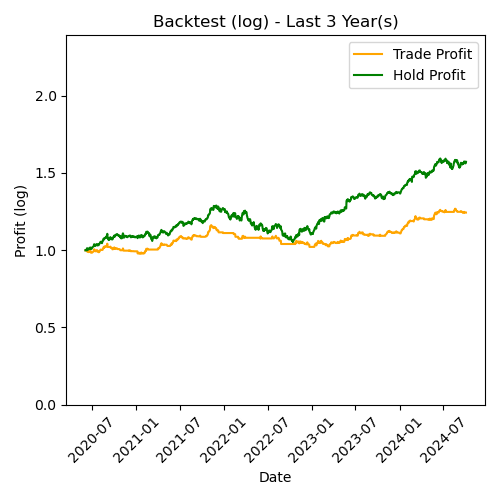 Backtest (log) - Last 3 Year(s)
Trade Profit
Hold Profit
Profit (log)
2.0
1.5
1.0
0.5
0.0
2020-07
2021-01
2021-07
2022-01
2022-07
2023-01
2023-07
2024-01
2024-07
Date